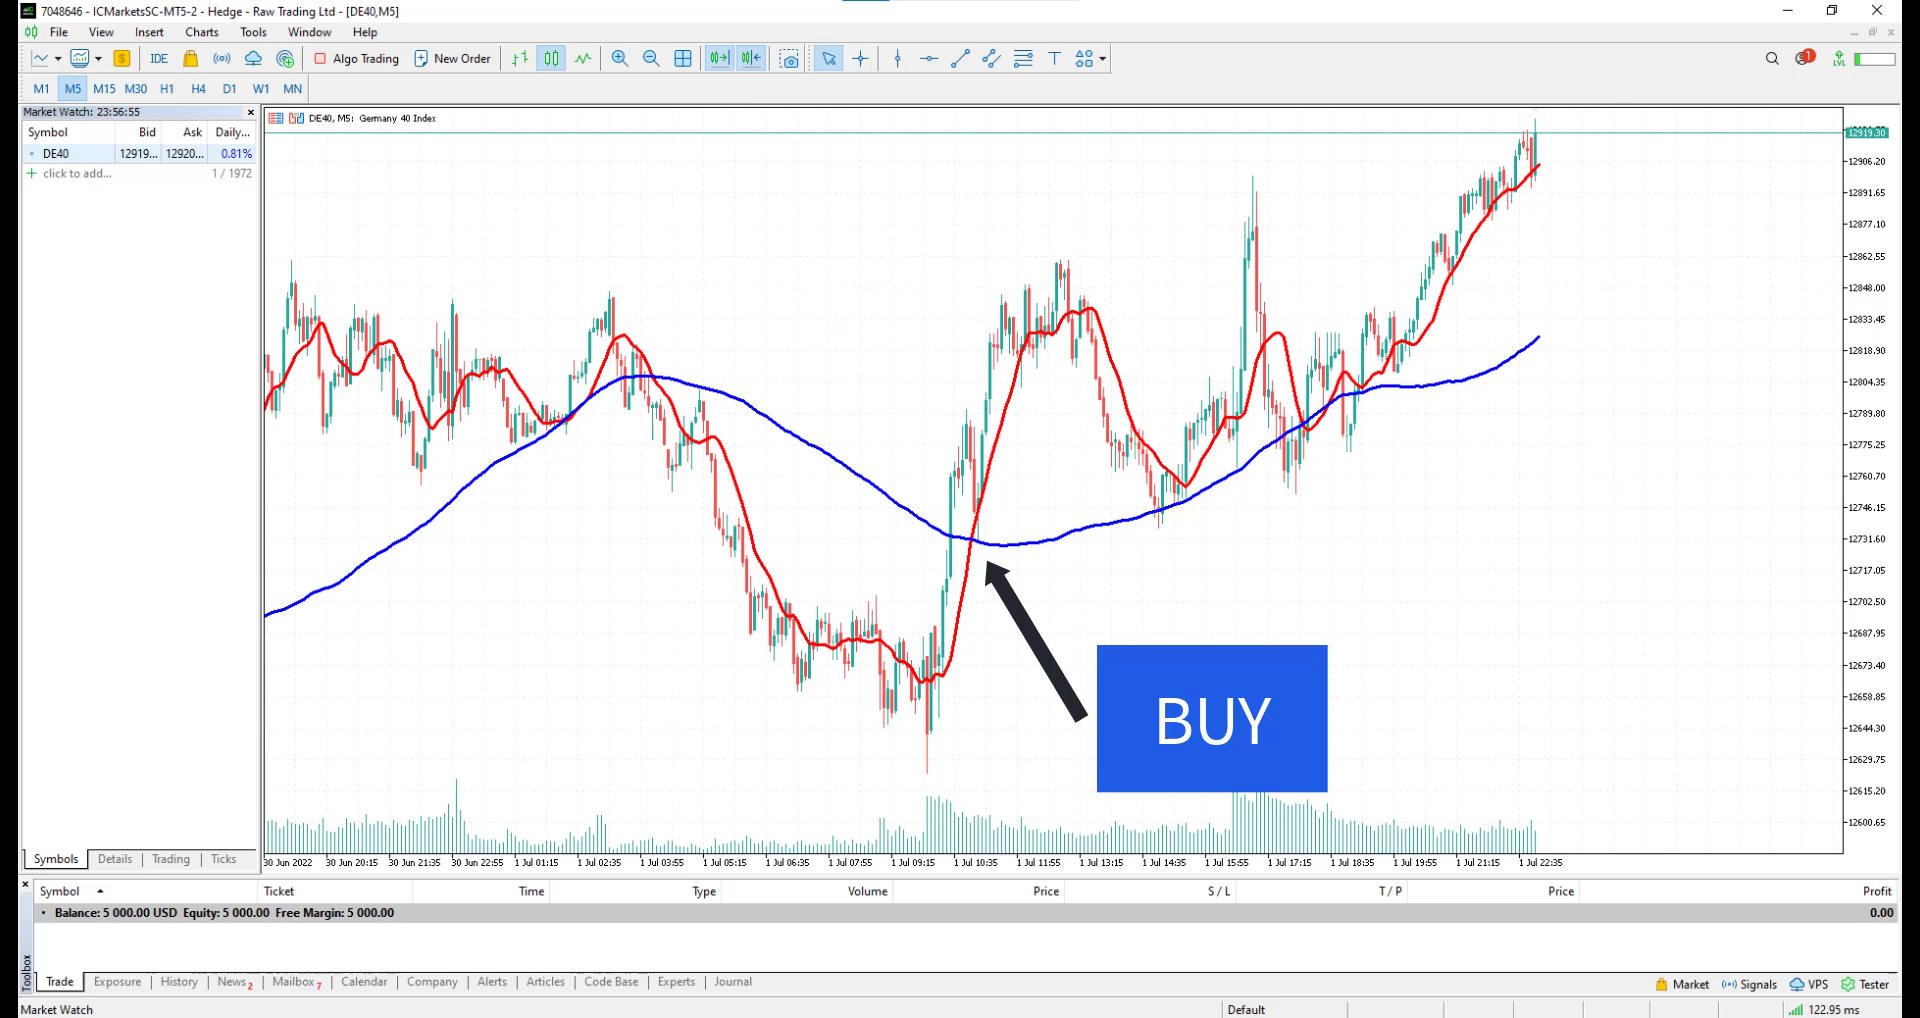 7048646 - ICMarketsSC-MT5-2 - Hedge - Raw Trading Ltd - [DE40,M5]
File View Insert Charts Tools Window Help
IDE Algo Trading New Order 1 LVL
M1 M5 M15 M30 H1 H4 D1 W1 MN
Market Watch: 23:56:55
Symbol Bid Ask Daily...
DE40 12919... 12920... 0.81%
click to add... 1 / 1972
DE40, M5: Germany 40 Index
12919.30
12906.20
12891.65
12877.10
12862.55
12848.00
12833.45
12818.90
12804.35
12789.80
12775.25
12760.70
12746.15
12731.60
12717.05
12702.50
12687.95
12673.40
12658.85
12644.30
12629.75
12615.20
12600.65
BUY
30 Jun 2022 30 Jun 20:15 30 Jun 21:35 30 Jun 22:55 1 Jul 01:15 1 Jul 02:35 1 Jul 03:55 1 Jul 05:15 1 Jul 06:35 1 Jul 07:55 1 Jul 09:15 1 Jul 10:35 1 Jul 11:55 1 Jul 13:15 1 Jul 14:35 1 Jul 15:55 1 Jul 17:15 1 Jul 18:35 1 Jul 19:55 1 Jul 21:15 1 Jul 22:35
Symbols Details Trading Ticks
Symbol Ticket Time Type Volume Price S / L T / P Price Profit
Balance: 5 000.00 USD Equity: 5 000.00 Free Margin: 5 000.00 0.00
Toolbox
Trade Exposure History News 2 Mailbox 7 Calendar Company Alerts Articles Code Base Experts Journal
Market Signals VPS Tester
Market Watch Default 122.95 ms